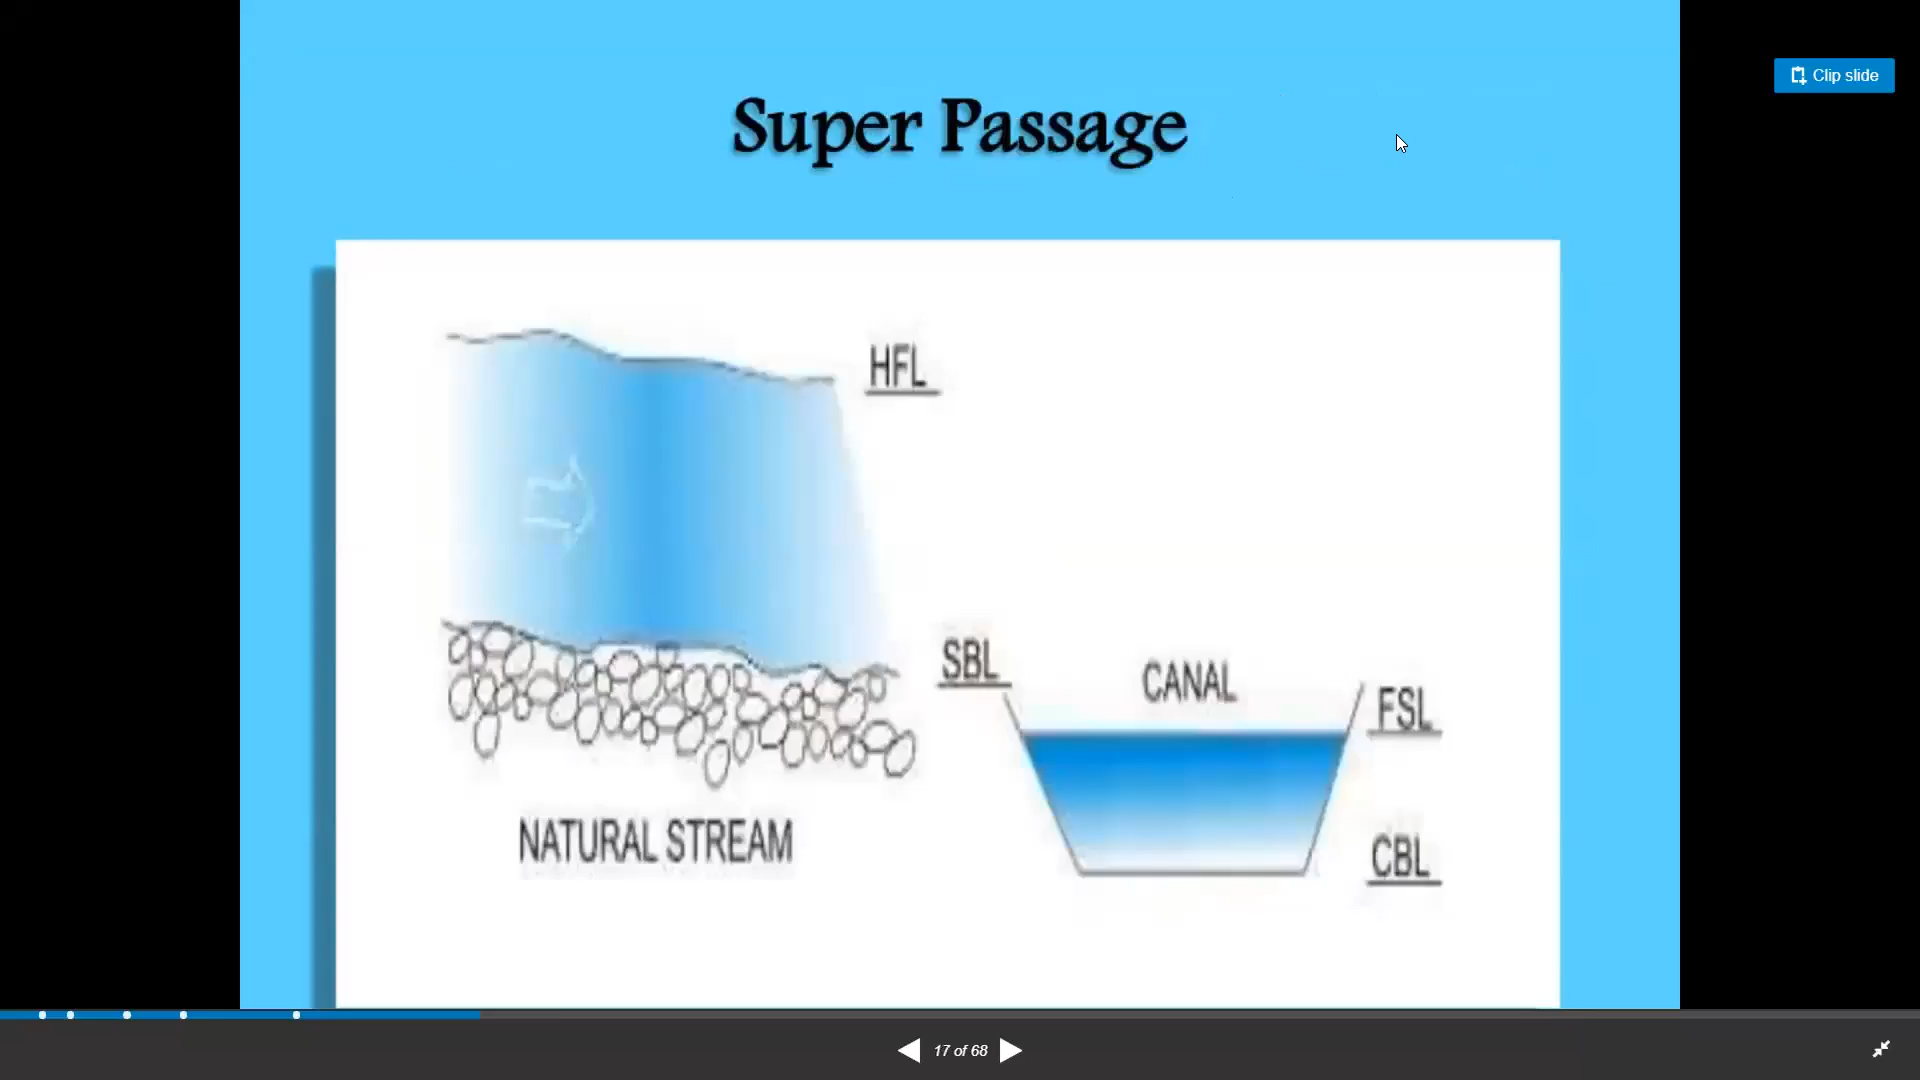 Clip slide
Super Passage
HFL
SBL
CANAL
FSL
CBL
NATURAL STREAM
17 of 68